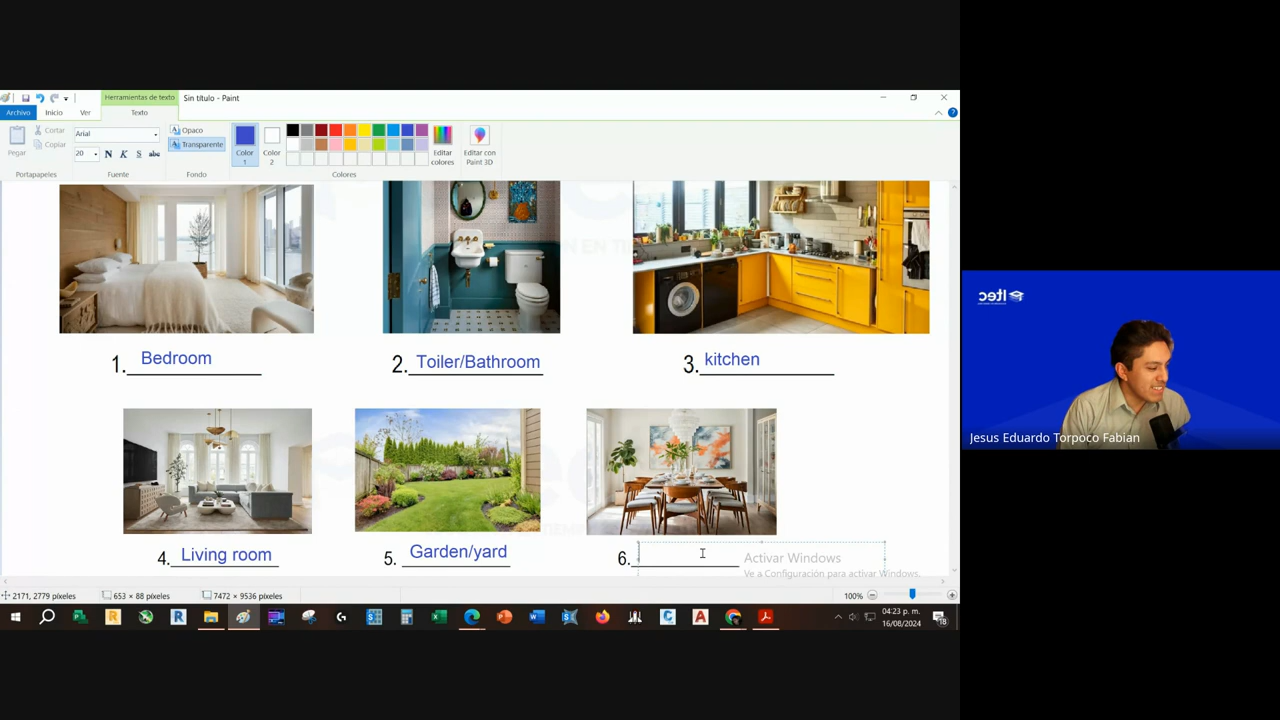 Herramientas de texto Sin título - Paint
Archivo Inicio Ver Texto
Pegar
Cortar
Copiar
Arial
20 N K S abc
Opaco
Transparente
Color 1
Color 2
Editar colores
Editar con Paint 3D
Portapapeles Fuente Fondo Colores
1. Bedroom
2. Toiler/Bathroom
3. kitchen
4. Living room
5. Garden/yard
6.
Activar Windows
Ve a Configuración para activar Windows.
2171, 2779 píxeles 653 × 88 píxeles 7472 × 9536 píxeles 100%
04:23 p. m.
16/08/2024
18
Itec
Jesus Eduardo Torpoco Fabian